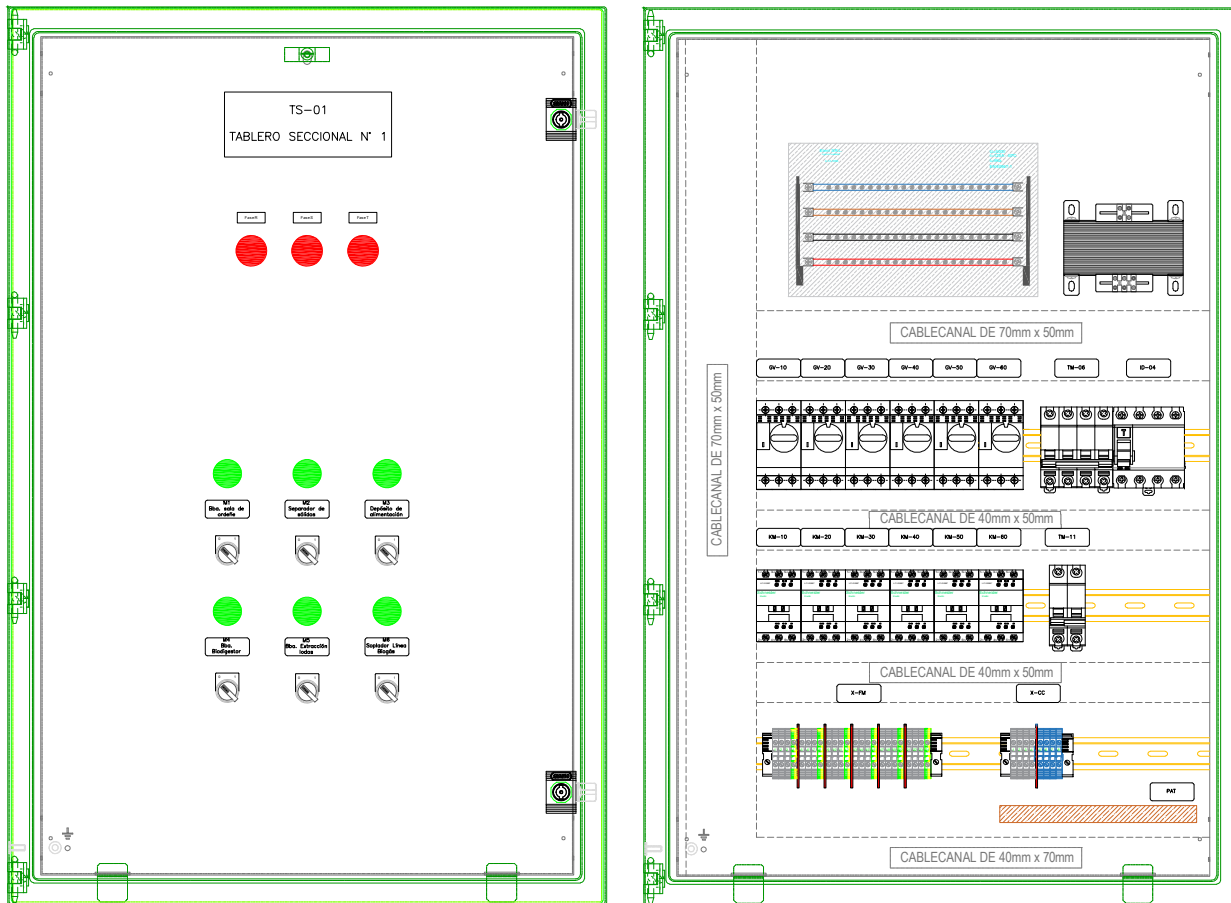 TS-01
TABLERO SECCIONAL N° 1
Fase R
Fase S
Fase T
M1
Bba. sala de
ordeñe
M2
Separador de
sólidos
M3
Depósito de
alimentación
M4
Bba.
Biodigestor
M5
Bba. Extracción
lodos
M6
Soplador Línea
Biogás
CABLECANAL DE 70mm x 50mm
CABLECANAL DE 70mm x 50mm
GV-10
GV-20
GV-30
GV-40
GV-50
GV-60
TM-06
ID-04
CABLECANAL DE 40mm x 50mm
KM-10
KM-20
KM-30
KM-40
KM-50
KM-60
TM-11
CABLECANAL DE 40mm x 50mm
X-FM
X-CC
PAT
CABLECANAL DE 40mm x 70mm